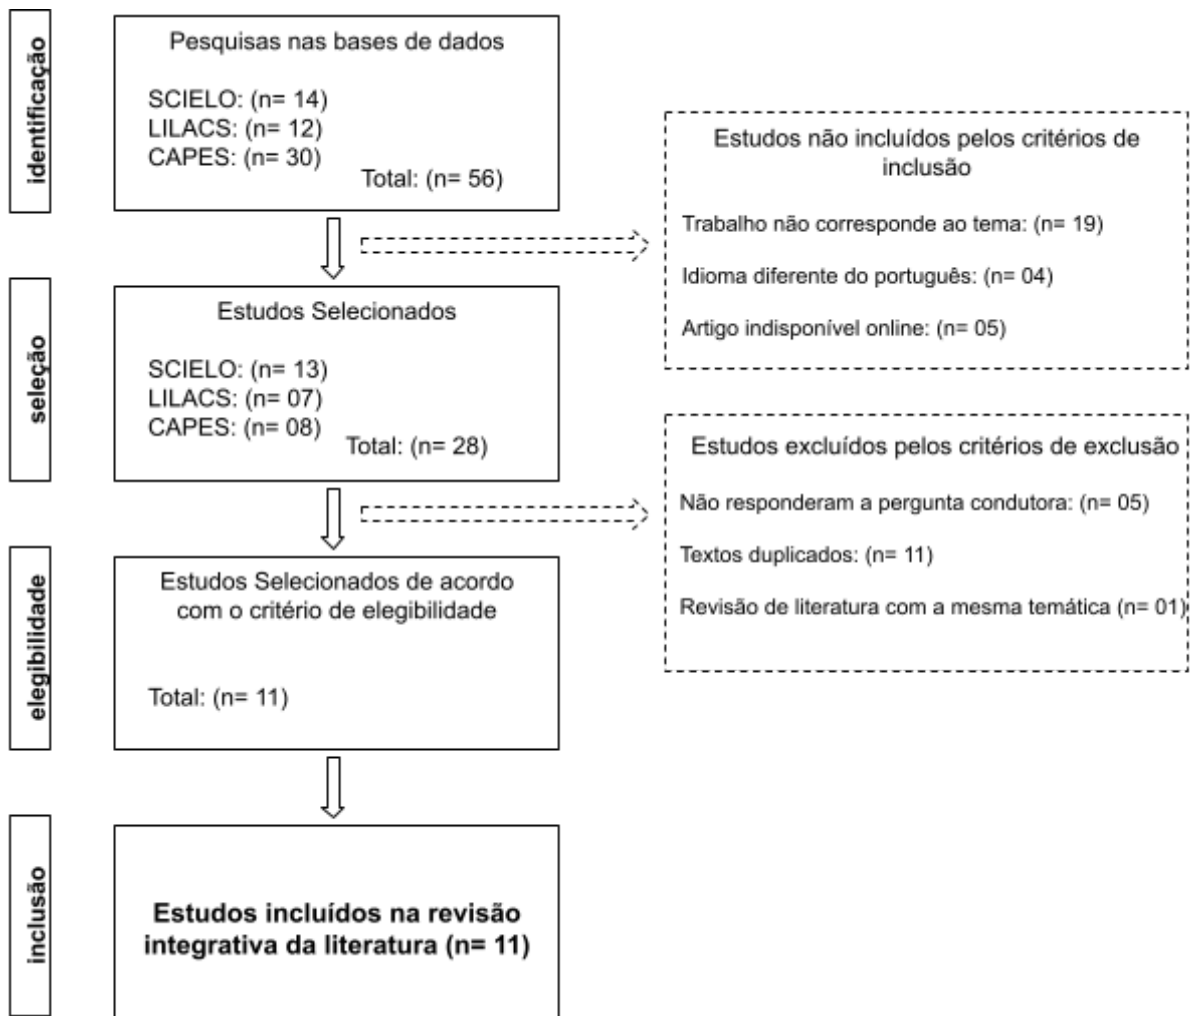 identificação
Pesquisas nas bases de dados
SCIELO: (n= 14)
LILACS: (n= 12)
CAPES: (n= 30)
Total: (n= 56)
Estudos não incluídos pelos critérios de
inclusão
Trabalho não corresponde ao tema: (n= 19)
Idioma diferente do português: (n= 04)
Artigo indisponível online: (n= 05)
seleção
Estudos Selecionados
SCIELO: (n= 13)
LILACS: (n= 07)
CAPES: (n= 08)
Total: (n= 28)
Estudos excluídos pelos critérios de exclusão
Não responderam a pergunta condutora: (n= 05)
Textos duplicados: (n= 11)
Revisão de literatura com a mesma temática (n= 01)
elegibilidade
Estudos Selecionados de acordo
com o critério de elegibilidade
Total: (n= 11)
inclusão
Estudos incluídos na revisão
integrativa da literatura (n= 11)